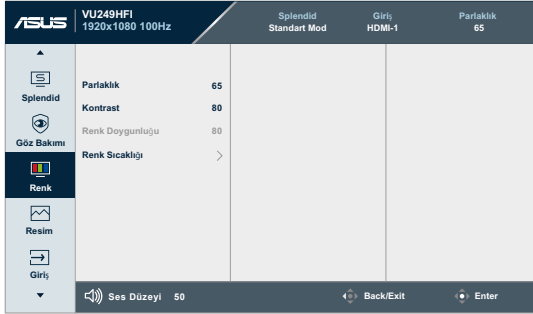 ASUS
VU249HFI
1920x1080 100Hz
Splendid
Standart Mod
Giriş
HDMI-1
Parlaklık
65
Splendid
Göz Bakımı
Renk
Resim
Giriş
Parlaklık 65
Kontrast 80
Renk Doygunluğu 80
Renk Sıcaklığı
Ses Düzeyi 50
Back/Exit
Enter